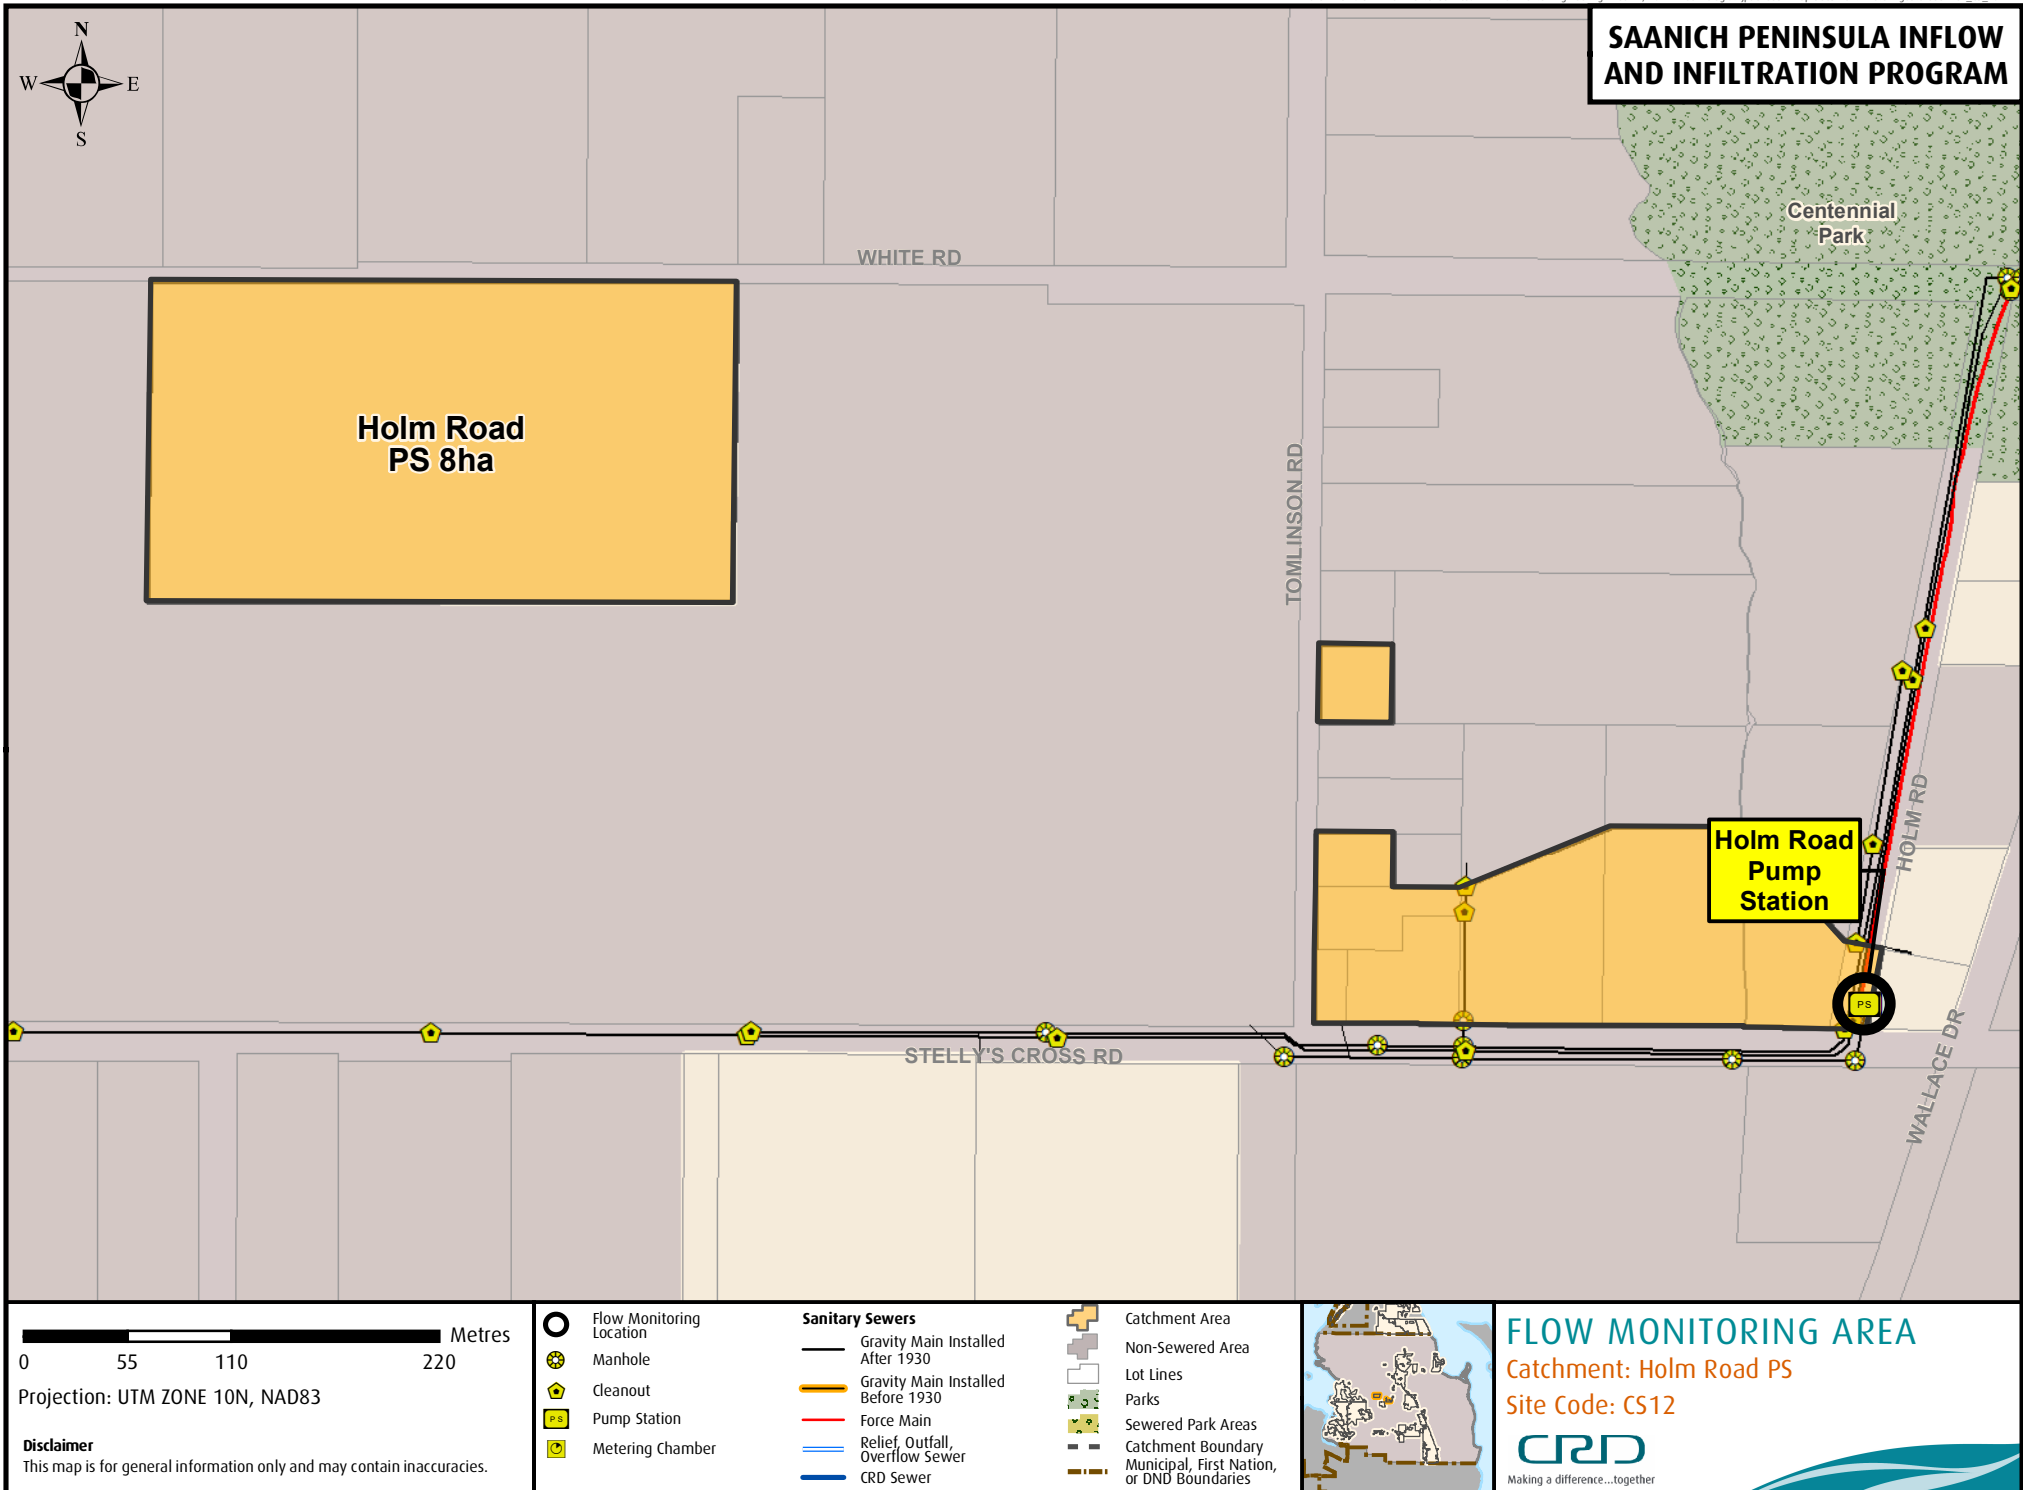 SAANICH PENINSULA INFLOW
AND INFILTRATION PROGRAM
N
W
E
S
Centennial
Park
WHITE RD
Holm Road
PS 8ha
TOMLINSON RD
HOLM RD
Holm Road
Pump
Station
PS
STELLY'S CROSS RD
WALLACE DR
Metres
0
55
110
220
Projection: UTM ZONE 10N, NAD83
Disclaimer
This map is for general information only and may contain inaccuracies.
Flow Monitoring
Location
Manhole
Cleanout
PS
Pump Station
Metering Chamber
Sanitary Sewers
Gravity Main Installed
After 1930
Gravity Main Installed
Before 1930
Force Main
Relief, Outfall,
Overflow Sewer
CRD Sewer
Catchment Area
Non-Sewered Area
Lot Lines
Parks
Sewered Park Areas
Catchment Boundary
Municipal, First Nation,
or DND Boundaries
FLOW MONITORING AREA
Catchment: Holm Road PS
Site Code: CS12
CRD
Making a difference...together